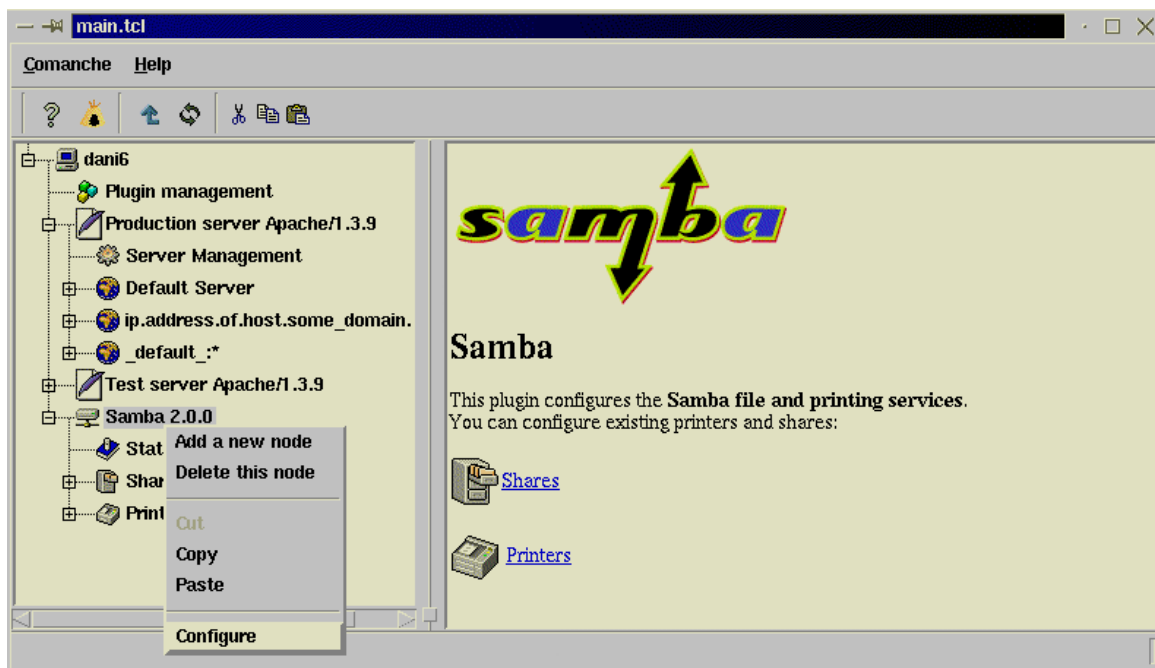 main.tcl
Comanche Help
dani6
Plugin management
Production server Apache/1.3.9
Server Management
Default Server
ip.address.of.host.some_domain.
_default_:*
Test server Apache/1.3.9
Samba 2.0.0
Stat
Shar
Print
Add a new node
Delete this node
Cut
Copy
Paste
Configure
samba
Samba
This plugin configures the Samba file and printing services.
You can configure existing printers and shares:
Shares
Printers